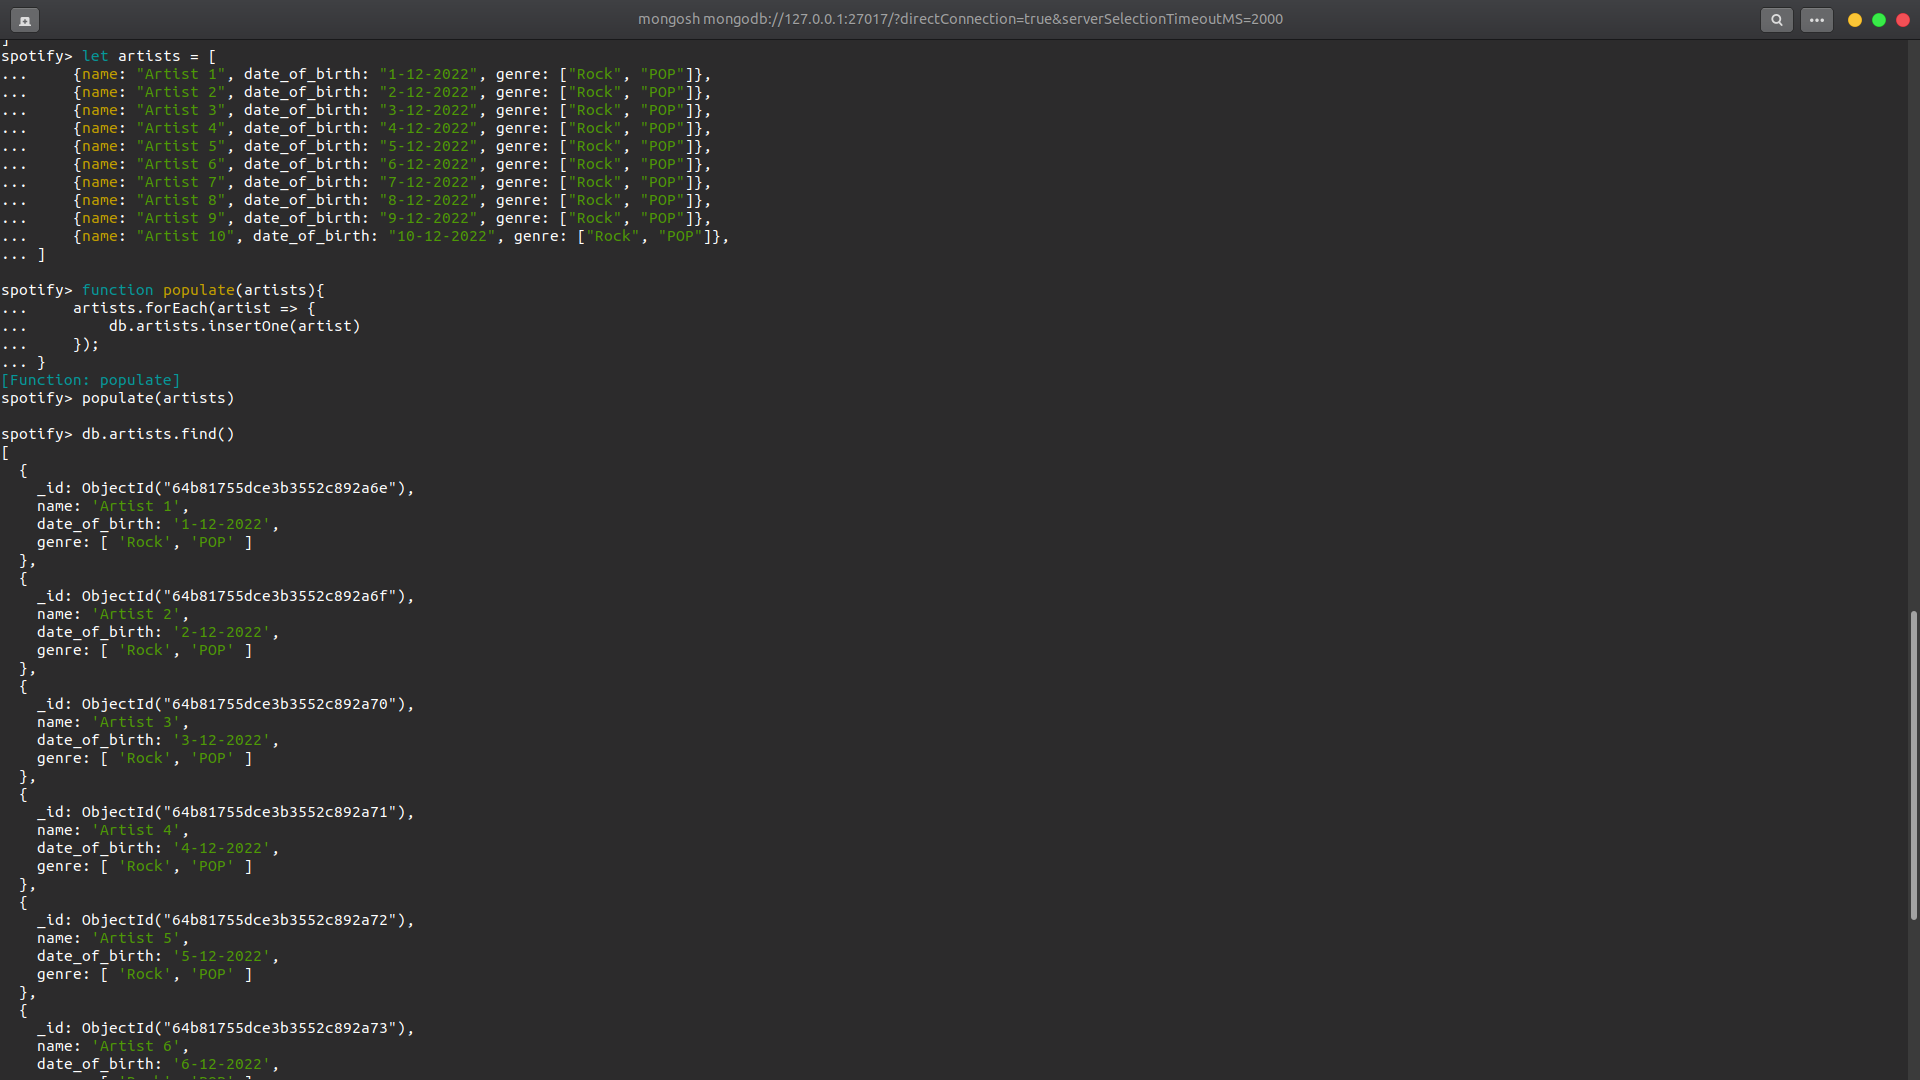 mongosh mongodb://127.0.0.1:27017/?directConnection=true&serverSelectionTimeoutMS=2000
]
spotify> let artists = [
...     {name: "Artist 1", date_of_birth: "1-12-2022", genre: ["Rock", "POP"]},
...     {name: "Artist 2", date_of_birth: "2-12-2022", genre: ["Rock", "POP"]},
...     {name: "Artist 3", date_of_birth: "3-12-2022", genre: ["Rock", "POP"]},
...     {name: "Artist 4", date_of_birth: "4-12-2022", genre: ["Rock", "POP"]},
...     {name: "Artist 5", date_of_birth: "5-12-2022", genre: ["Rock", "POP"]},
...     {name: "Artist 6", date_of_birth: "6-12-2022", genre: ["Rock", "POP"]},
...     {name: "Artist 7", date_of_birth: "7-12-2022", genre: ["Rock", "POP"]},
...     {name: "Artist 8", date_of_birth: "8-12-2022", genre: ["Rock", "POP"]},
...     {name: "Artist 9", date_of_birth: "9-12-2022", genre: ["Rock", "POP"]},
...     {name: "Artist 10", date_of_birth: "10-12-2022", genre: ["Rock", "POP"]},
... ]

spotify> function populate(artists){
...     artists.forEach(artist => {
...         db.artists.insertOne(artist)
...     });
... }
[Function: populate]
spotify> populate(artists)

spotify> db.artists.find()
[
  {
    _id: ObjectId("64b81755dce3b3552c892a6e"),
    name: 'Artist 1',
    date_of_birth: '1-12-2022',
    genre: [ 'Rock', 'POP' ]
  },
  {
    _id: ObjectId("64b81755dce3b3552c892a6f"),
    name: 'Artist 2',
    date_of_birth: '2-12-2022',
    genre: [ 'Rock', 'POP' ]
  },
  {
    _id: ObjectId("64b81755dce3b3552c892a70"),
    name: 'Artist 3',
    date_of_birth: '3-12-2022',
    genre: [ 'Rock', 'POP' ]
  },
  {
    _id: ObjectId("64b81755dce3b3552c892a71"),
    name: 'Artist 4',
    date_of_birth: '4-12-2022',
    genre: [ 'Rock', 'POP' ]
  },
  {
    _id: ObjectId("64b81755dce3b3552c892a72"),
    name: 'Artist 5',
    date_of_birth: '5-12-2022',
    genre: [ 'Rock', 'POP' ]
  },
  {
    _id: ObjectId("64b81755dce3b3552c892a73"),
    name: 'Artist 6',
    date_of_birth: '6-12-2022',